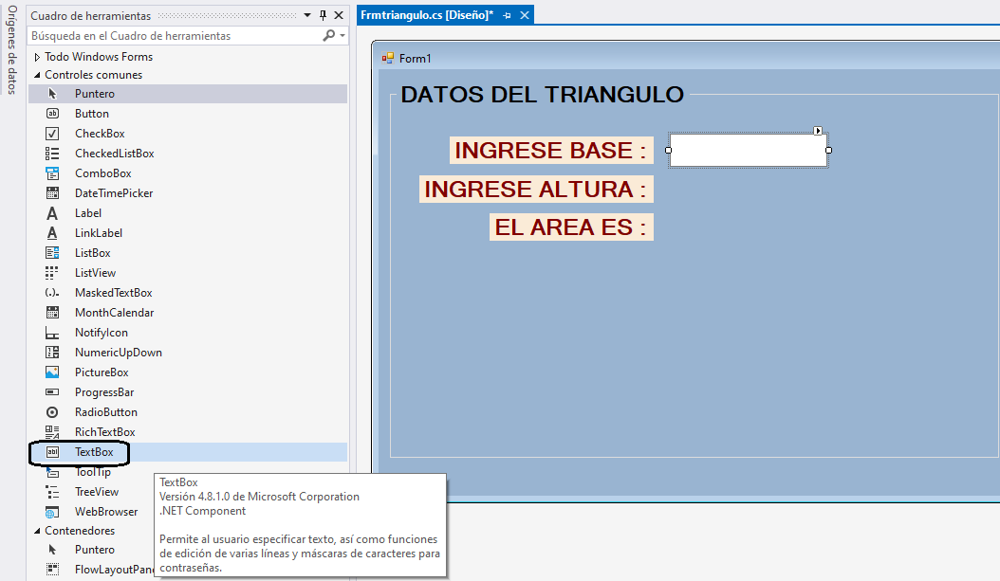 Orígenes de datos
Cuadro de herramientas
Búsqueda en el Cuadro de herramientas
Todo Windows Forms
Controles comunes
Puntero
Button
CheckBox
CheckedListBox
ComboBox
DateTimePicker
Label
LinkLabel
ListBox
ListView
MaskedTextBox
MonthCalendar
NotifyIcon
NumericUpDown
PictureBox
ProgressBar
RadioButton
RichTextBox
TextBox
ToolTip
TreeView
WebBrowser
Contenedores
Puntero
FlowLayoutPane
TextBox
Versión 4.8.1.0 de Microsoft Corporation
.NET Component
Permite al usuario especificar texto, así como funciones
de edición de varias líneas y máscaras de caracteres para
contraseñas.
Frmtriangulo.cs [Diseño]*
Form1
DATOS DEL TRIANGULO
INGRESE BASE :
INGRESE ALTURA :
EL AREA ES :